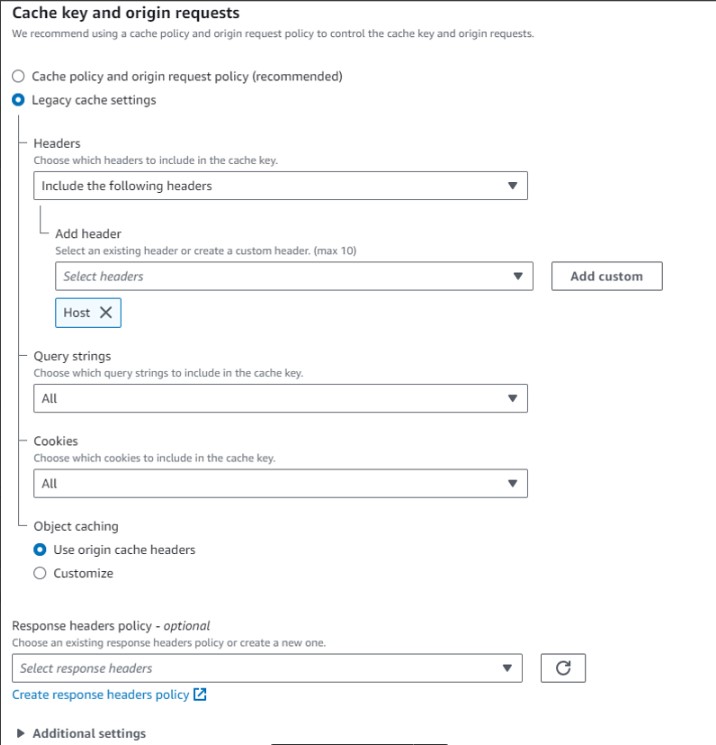 Cache key and origin requests
We recommend using a cache policy and origin request policy to control the cache key and origin requests.
Cache policy and origin request policy (recommended)
Legacy cache settings
Headers
Choose which headers to include in the cache key.
Include the following headers
Add header
Select an existing header or create a custom header. (max 10)
Select headers
Add custom
Host
Query strings
Choose which query strings to include in the cache key.
All
Cookies
Choose which cookies to include in the cache key.
All
Object caching
Use origin cache headers
Customize
Response headers policy - optional
Choose an existing response headers policy or create a new one.
Select response headers
Create response headers policy
Additional settings